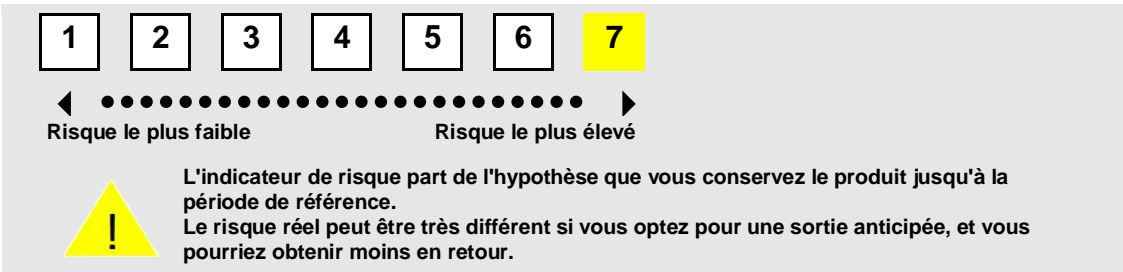 1 2 3 4 5 6 7
Risque le plus faible Risque le plus élevé
L'indicateur de risque part de l'hypothèse que vous conservez le produit jusqu'à la
période de référence.
Le risque réel peut être très différent si vous optez pour une sortie anticipée, et vous
pourriez obtenir moins en retour.
!